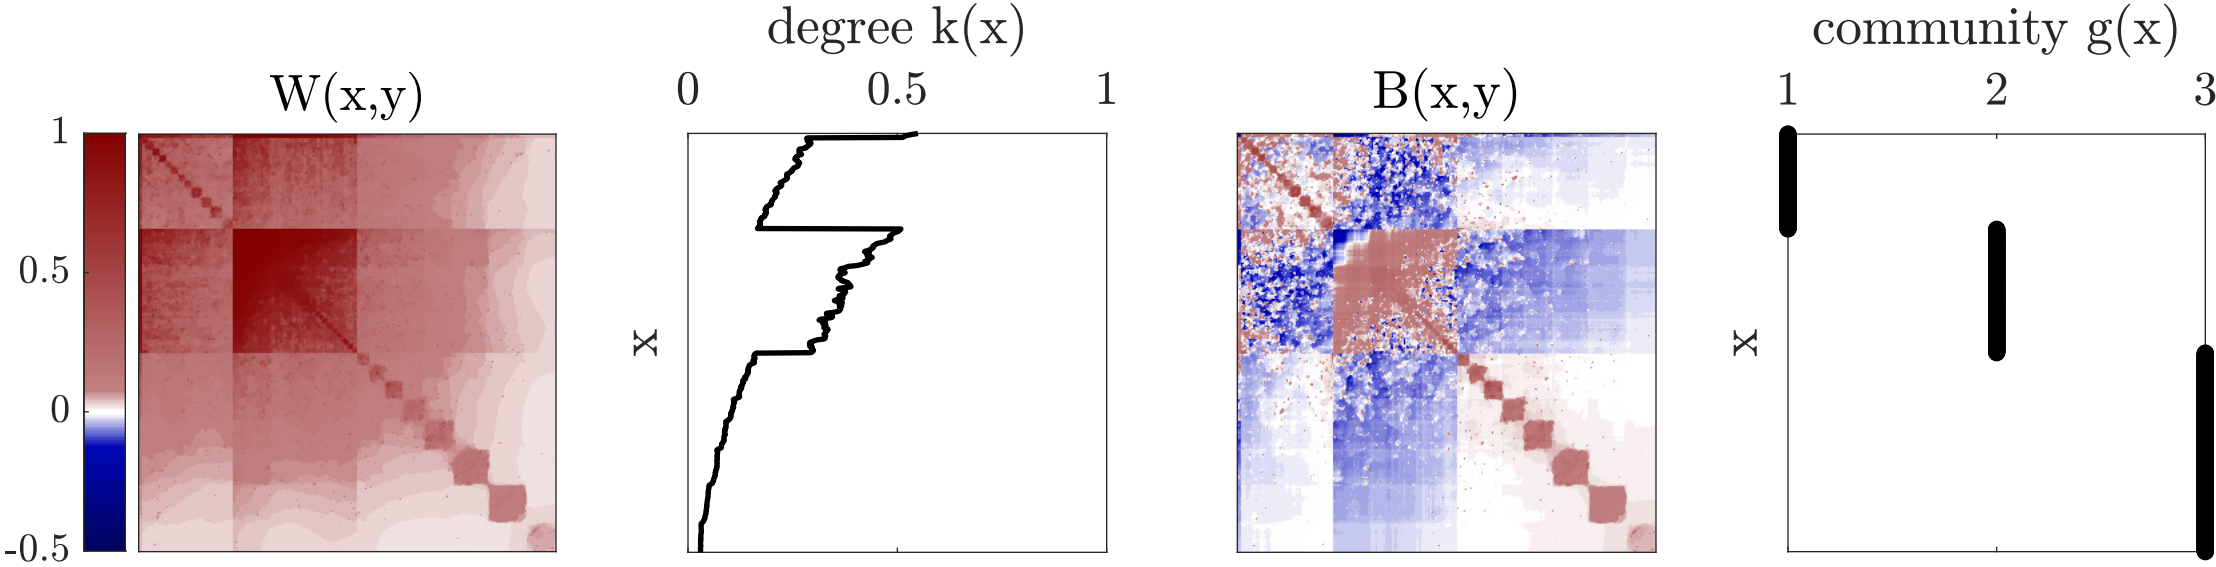 W(x,y)
1
0.5
0
-0.5
degree k(x)
0 0.5 1
x
B(x,y)
community g(x)
1 2 3
x